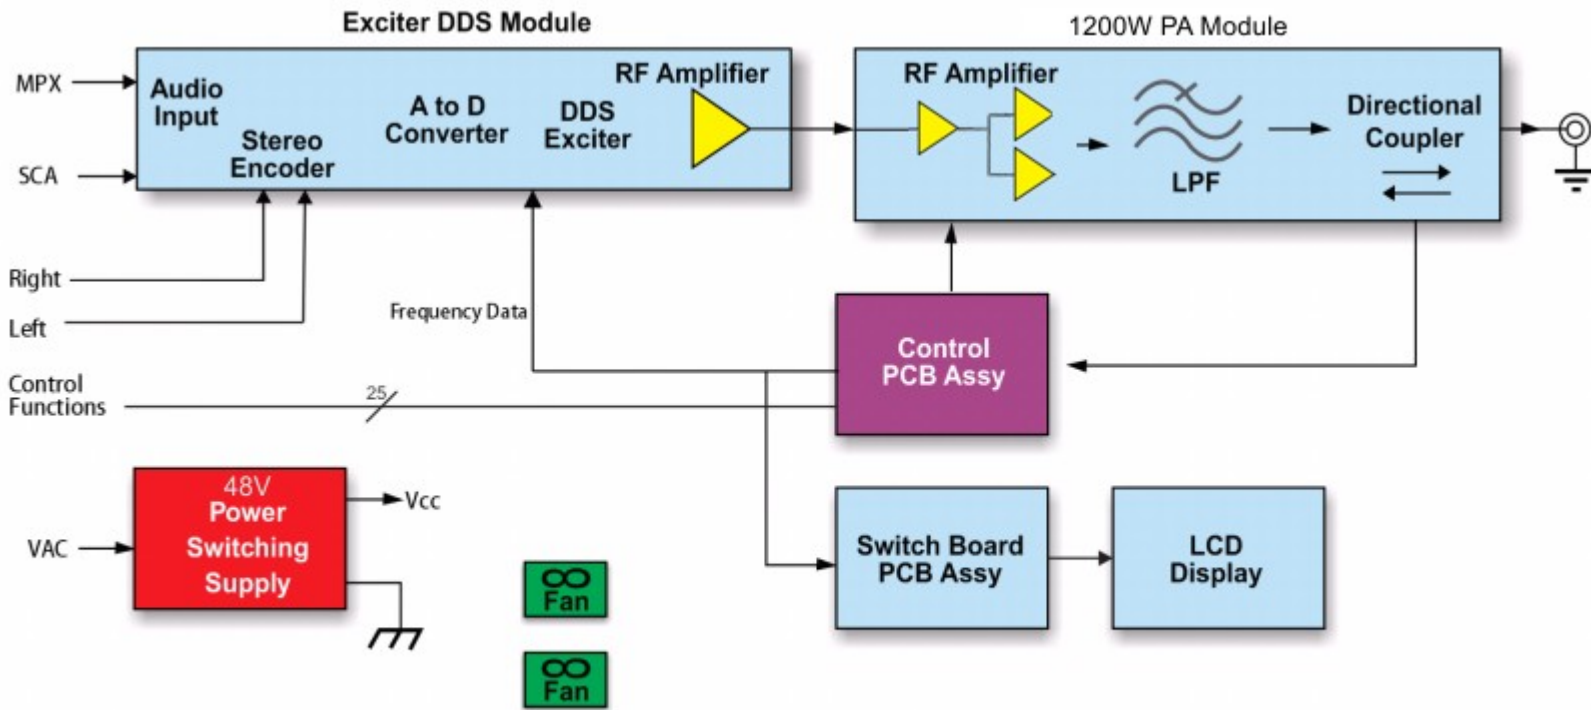 Exciter DDS Module
1200W PA Module
MPX
SCA
Audio
Input
Stereo
Encoder
A to D
Converter
DDS
Exciter
RF Amplifier
RF Amplifier
LPF
Directional
Coupler
Right
Left
Frequency Data
Control
Functions
25
Control
PCB Assy
VAC
48V
Power
Switching
Supply
Vcc
Fan
Fan
Switch Board
PCB Assy
LCD
Display